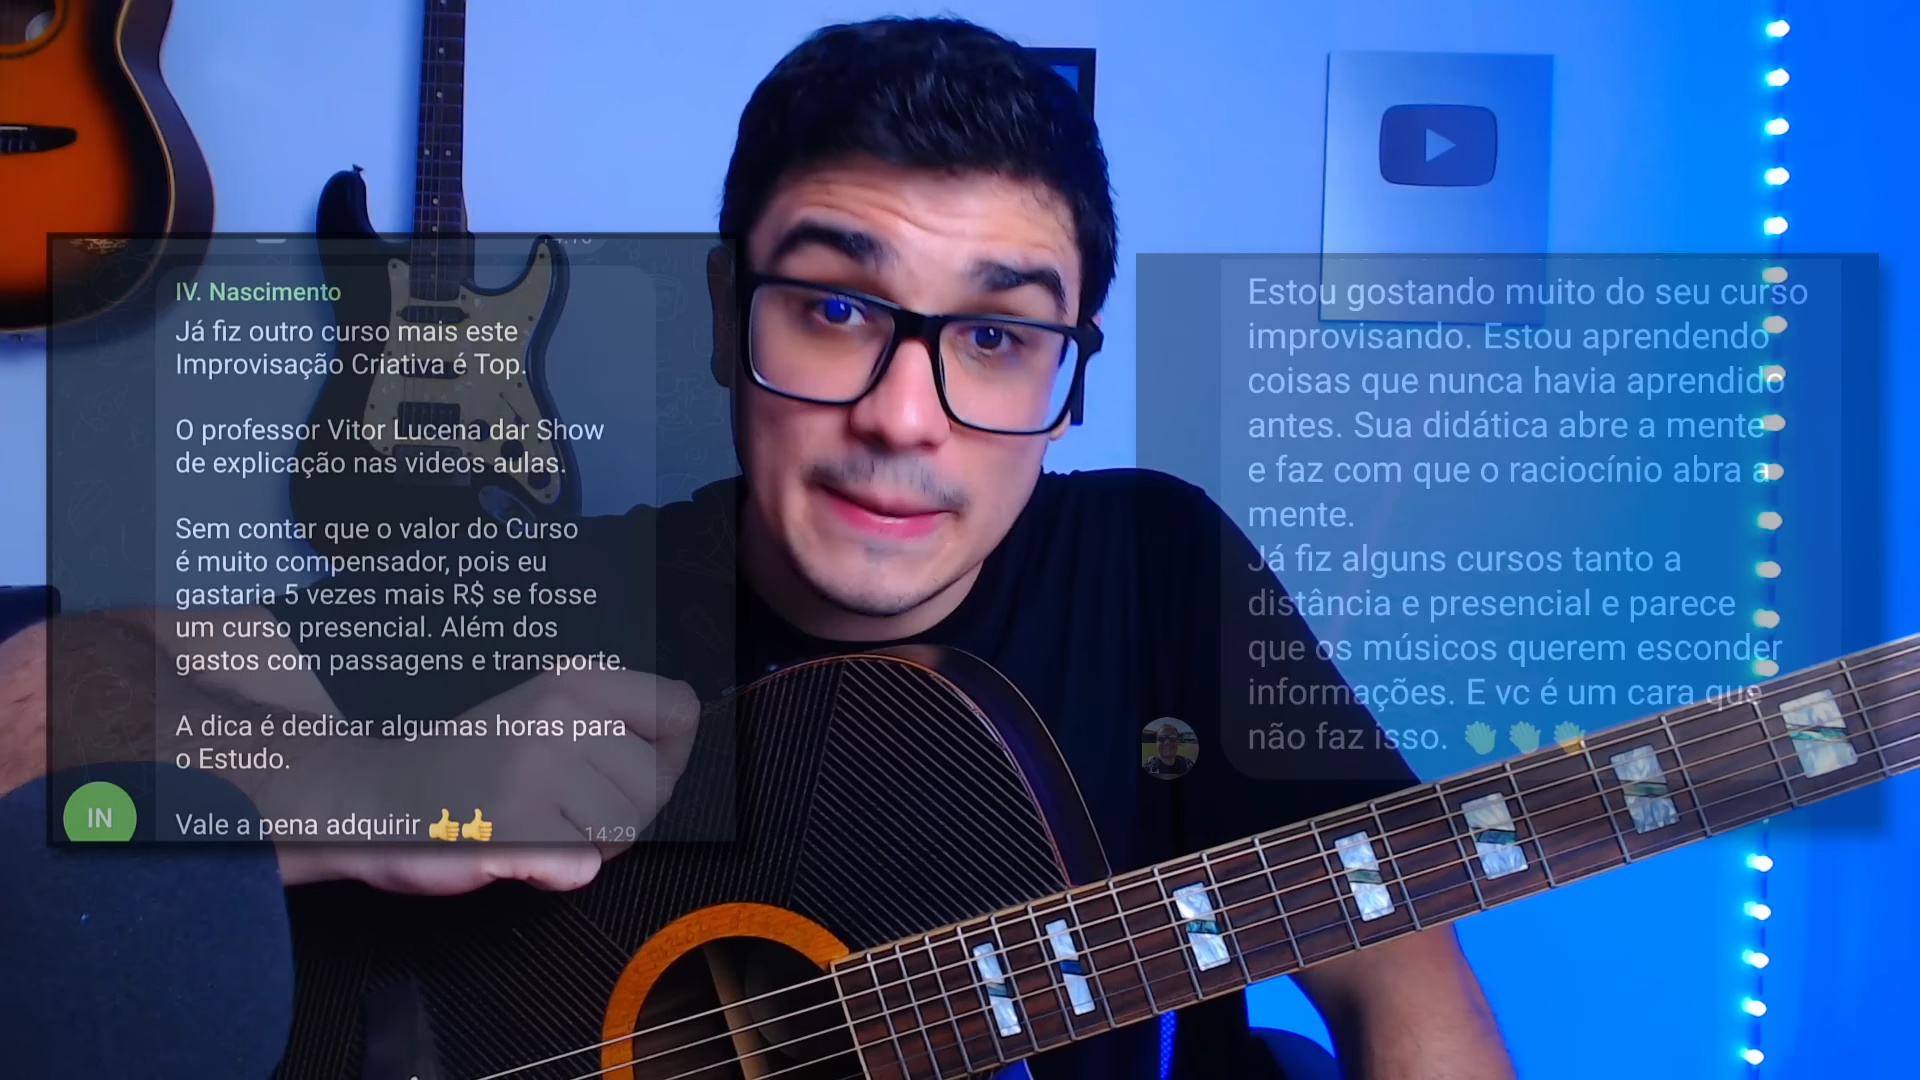 IV. Nascimento
Já fiz outro curso mais este
Improvisação Criativa é Top.
O professor Vitor Lucena dar Show
de explicação nas videos aulas.
Sem contar que o valor do Curso
é muito compensador, pois eu
gastaria 5 vezes mais R$ se fosse
um curso presencial. Além dos
gastos com passagens e transporte.
A dica é dedicar algumas horas para
o Estudo.
IN
Vale a pena adquirir 👍👍
14:29
Estou gostando muito do seu curso
improvisando. Estou aprendendo
coisas que nunca havia aprendido
antes. Sua didática abre a mente
e faz com que o raciocínio abra a
mente.
Já fiz alguns cursos tanto a
distância e presencial e parece
que os músicos querem esconder
informações. E vc é um cara que
não faz isso. 👏👏👏